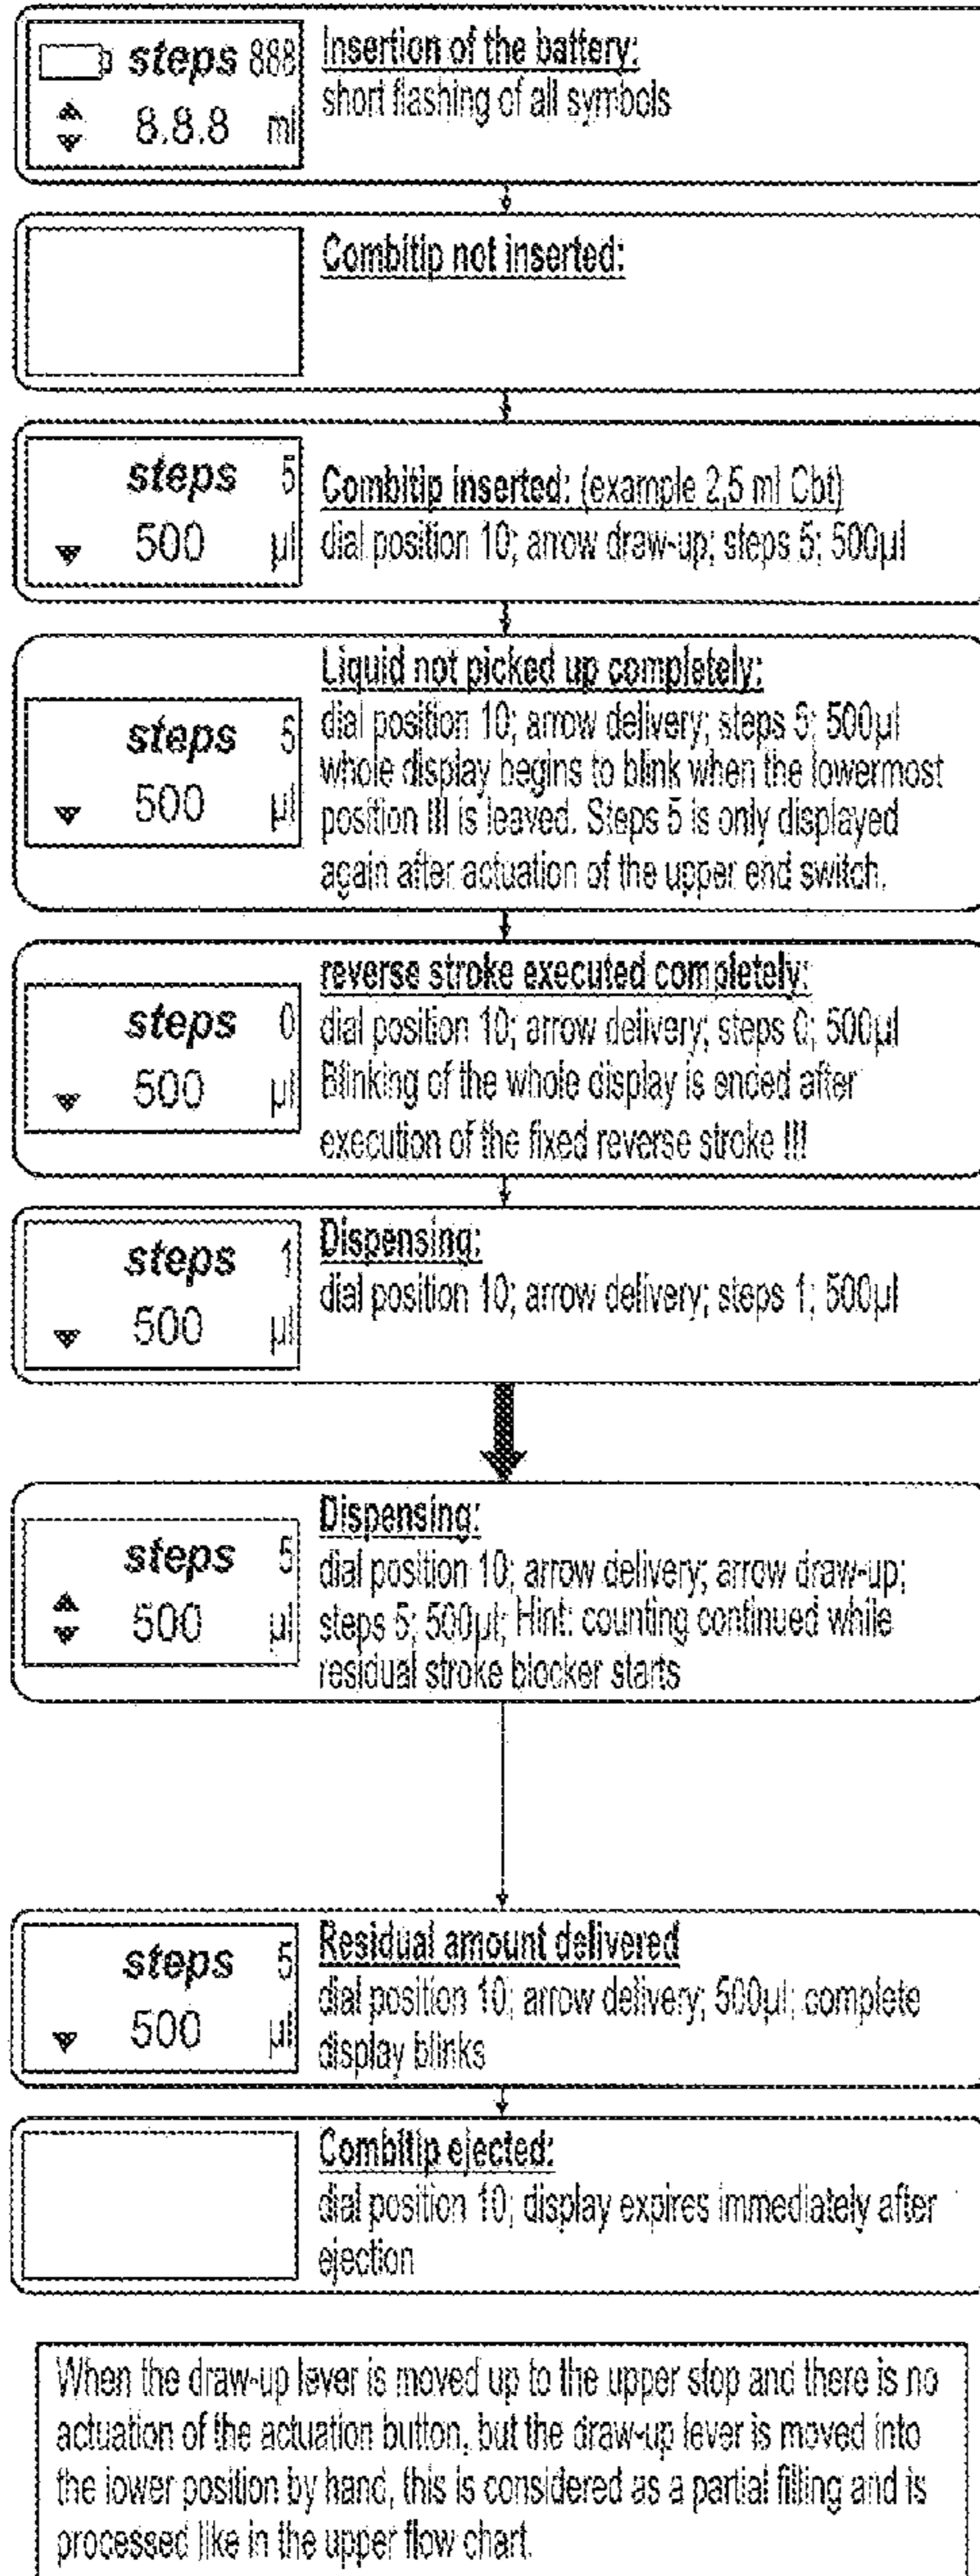 steps 888
8.8.8 ml
Insertion of the battery:
short flashing of all symbols
Combitip not inserted:
steps 5
500 µl
Combitip inserted: (example 2,5 ml Cbt)
dial position 10; arrow draw-up; steps 5; 500µl
steps 5
500 µl
Liquid not picked up completely:
dial position 10; arrow delivery; steps 5; 500µl
whole display begins to blink when the lowermost
position !!! is leaved. Steps 5 is only displayed
again after actuation of the upper end switch.
steps 0
500 µl
reverse stroke executed completely:
dial position 10; arrow delivery; steps 0; 500µl
Blinking of the whole display is ended after
execution of the fixed reverse stroke !!!
steps 1
500 µl
Dispensing:
dial position 10; arrow delivery; steps 1; 500µl
steps 5
500 µl
Dispensing:
dial position 10; arrow delivery; arrow draw-up;
steps 5; 500µl; Hint: counting continued while
residual stroke blocker starts
steps 5
500 µl
Residual amount delivered
dial position 10; arrow delivery; 500µl; complete
display blinks
Combitip ejected:
dial position 10; display expires immediately after
ejection
When the draw-up lever is moved up to the upper stop and there is no
actuation of the actuation button, but the draw-up lever is moved into
the lower position by hand, this is considered as a partial filling and is
processed like in the upper flow chart.